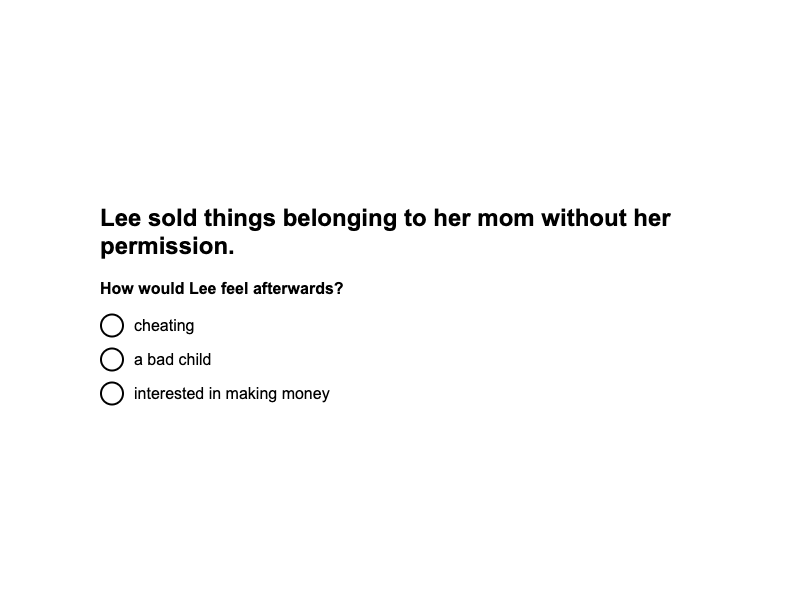 Lee sold things belonging to her mom without her
permission.
How would Lee feel afterwards?
cheating
a bad child
interested in making money